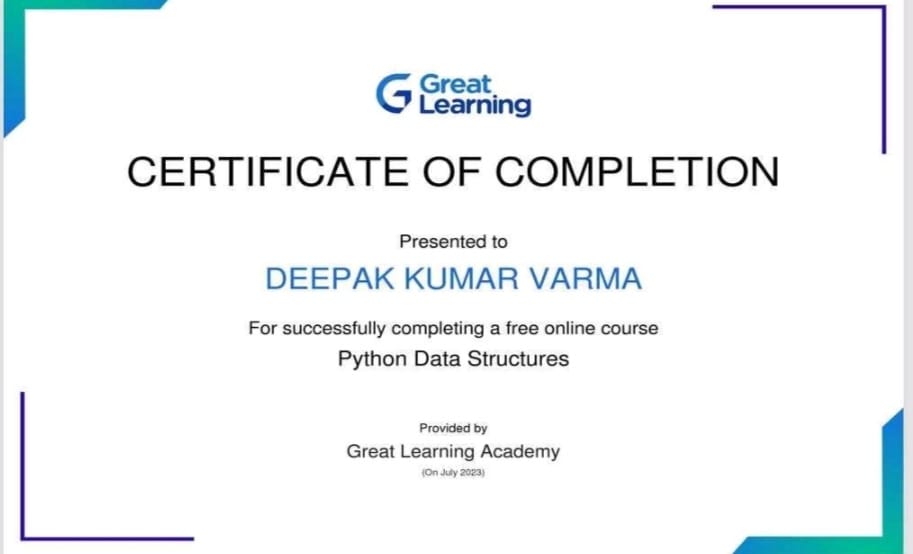 Great
Learning
CERTIFICATE OF COMPLETION
Presented to
DEEPAK KUMAR VARMA
For successfully completing a free online course
Python Data Structures
Provided by
Great Learning Academy
(On July 2023)